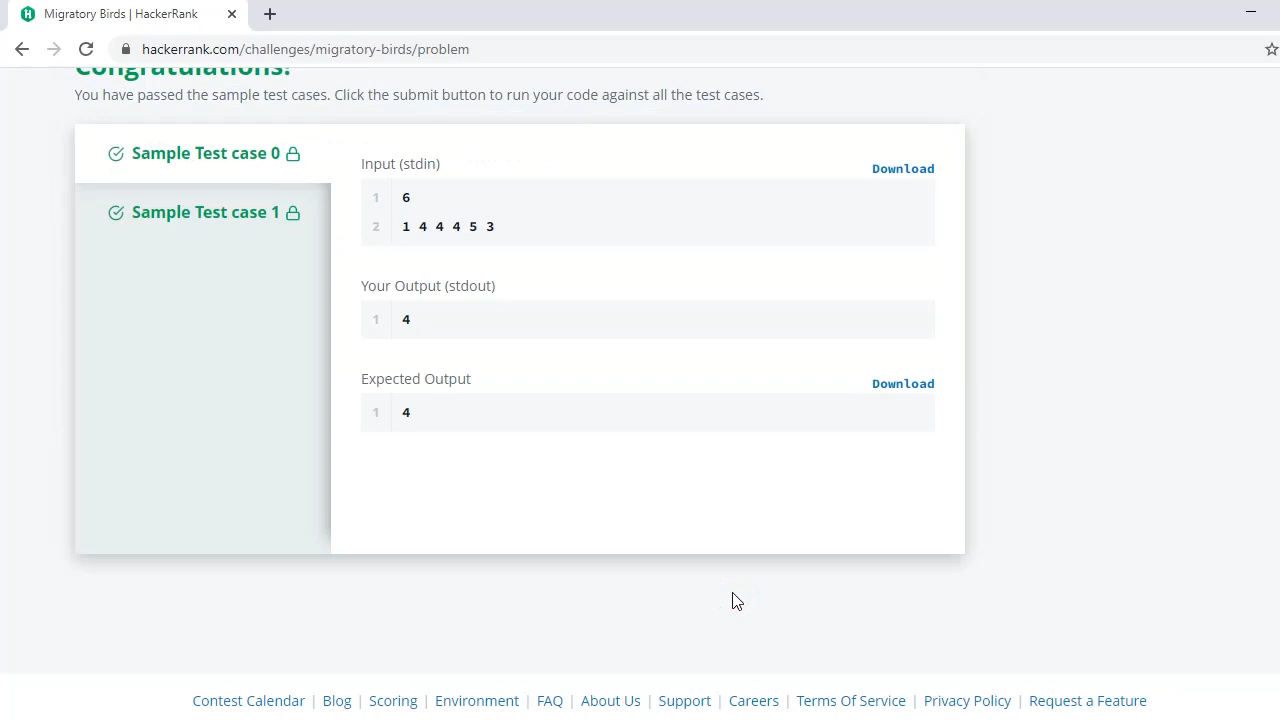 Migratory Birds | HackerRank
hackerrank.com/challenges/migratory-birds/problem
Congratulations!
You have passed the sample test cases. Click the submit button to run your code against all the test cases.
Sample Test case 0
Sample Test case 1
Input (stdin)
Download
1 6
2 1 4 4 4 5 3
Your Output (stdout)
1 4
Expected Output
Download
1 4
Contest Calendar | Blog | Scoring | Environment | FAQ | About Us | Support | Careers | Terms Of Service | Privacy Policy | Request a Feature